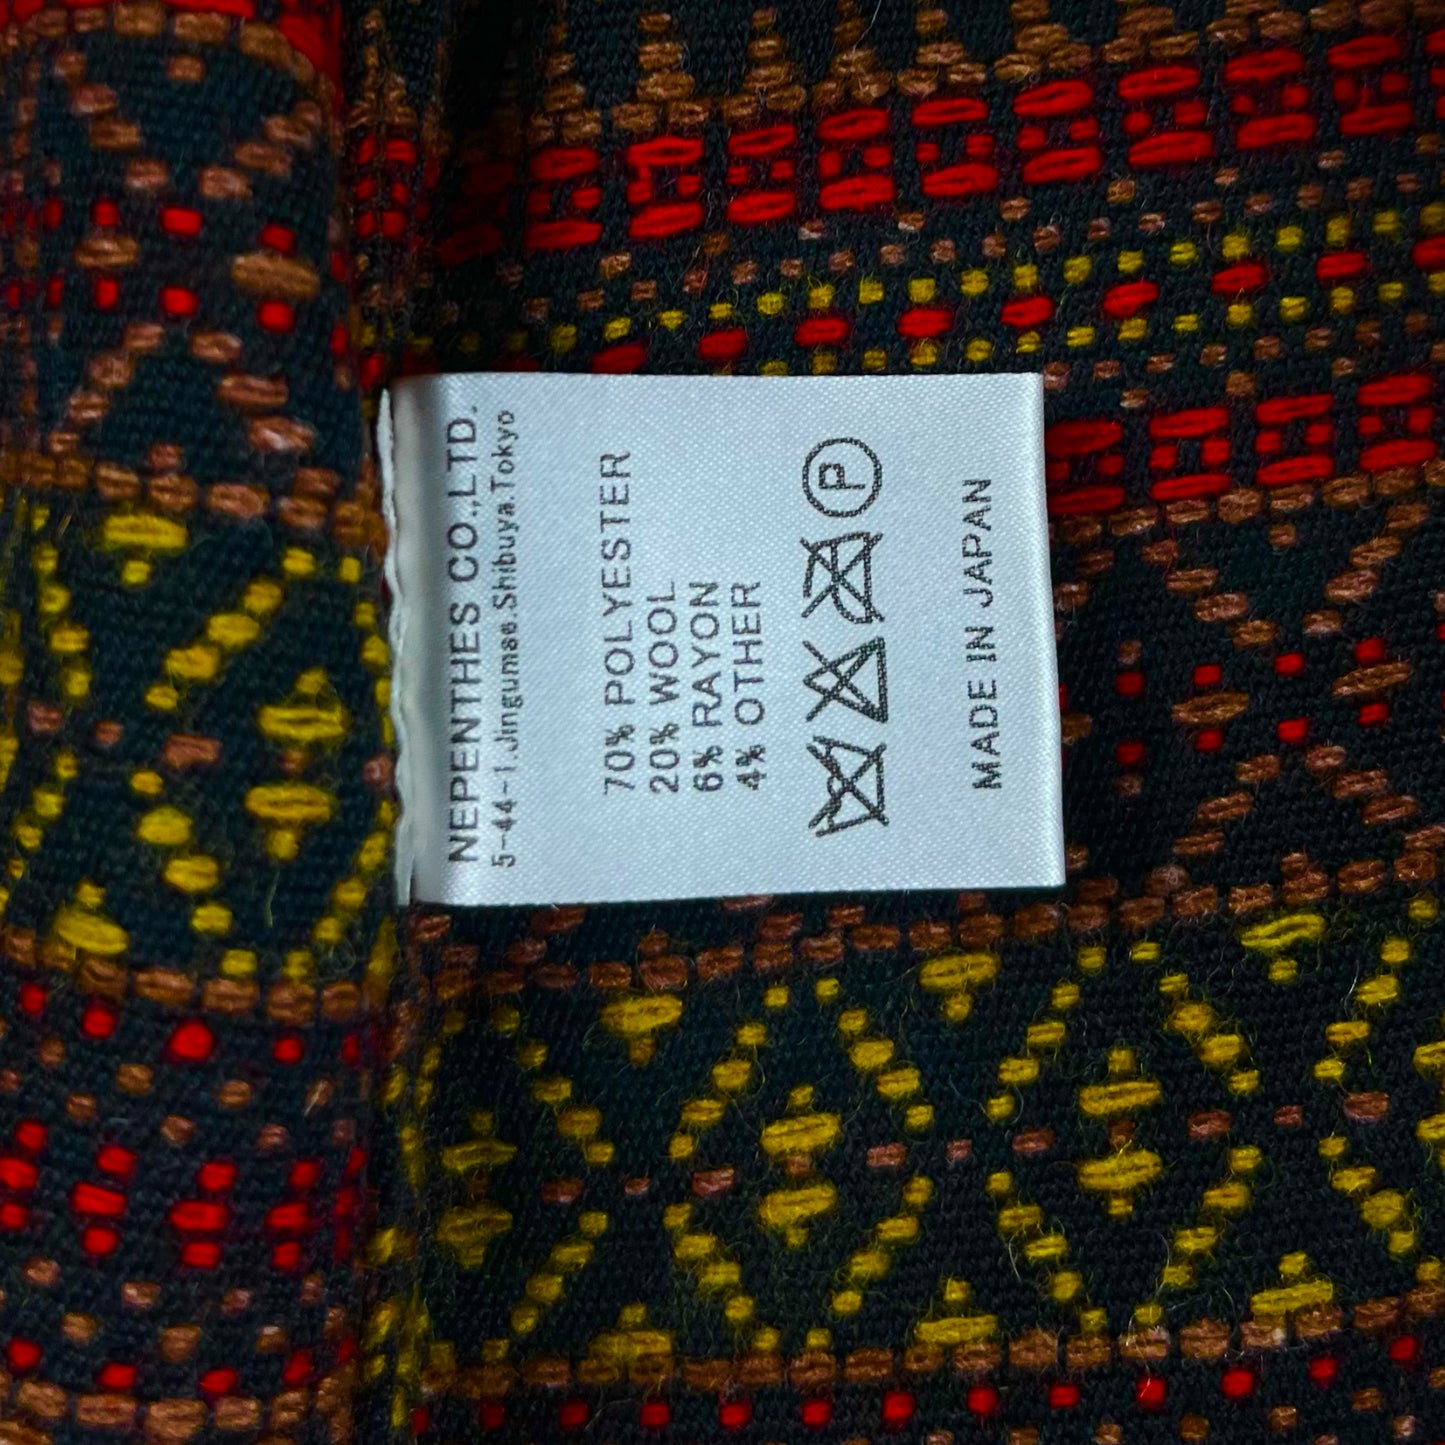 NEPENTHES CO.,LTD.
5-44-1.Jingumae.Shibuya.Tokyo
70% POLYESTER
20% WOOL
6% RAYON
4% OTHER
P
MADE IN JAPAN